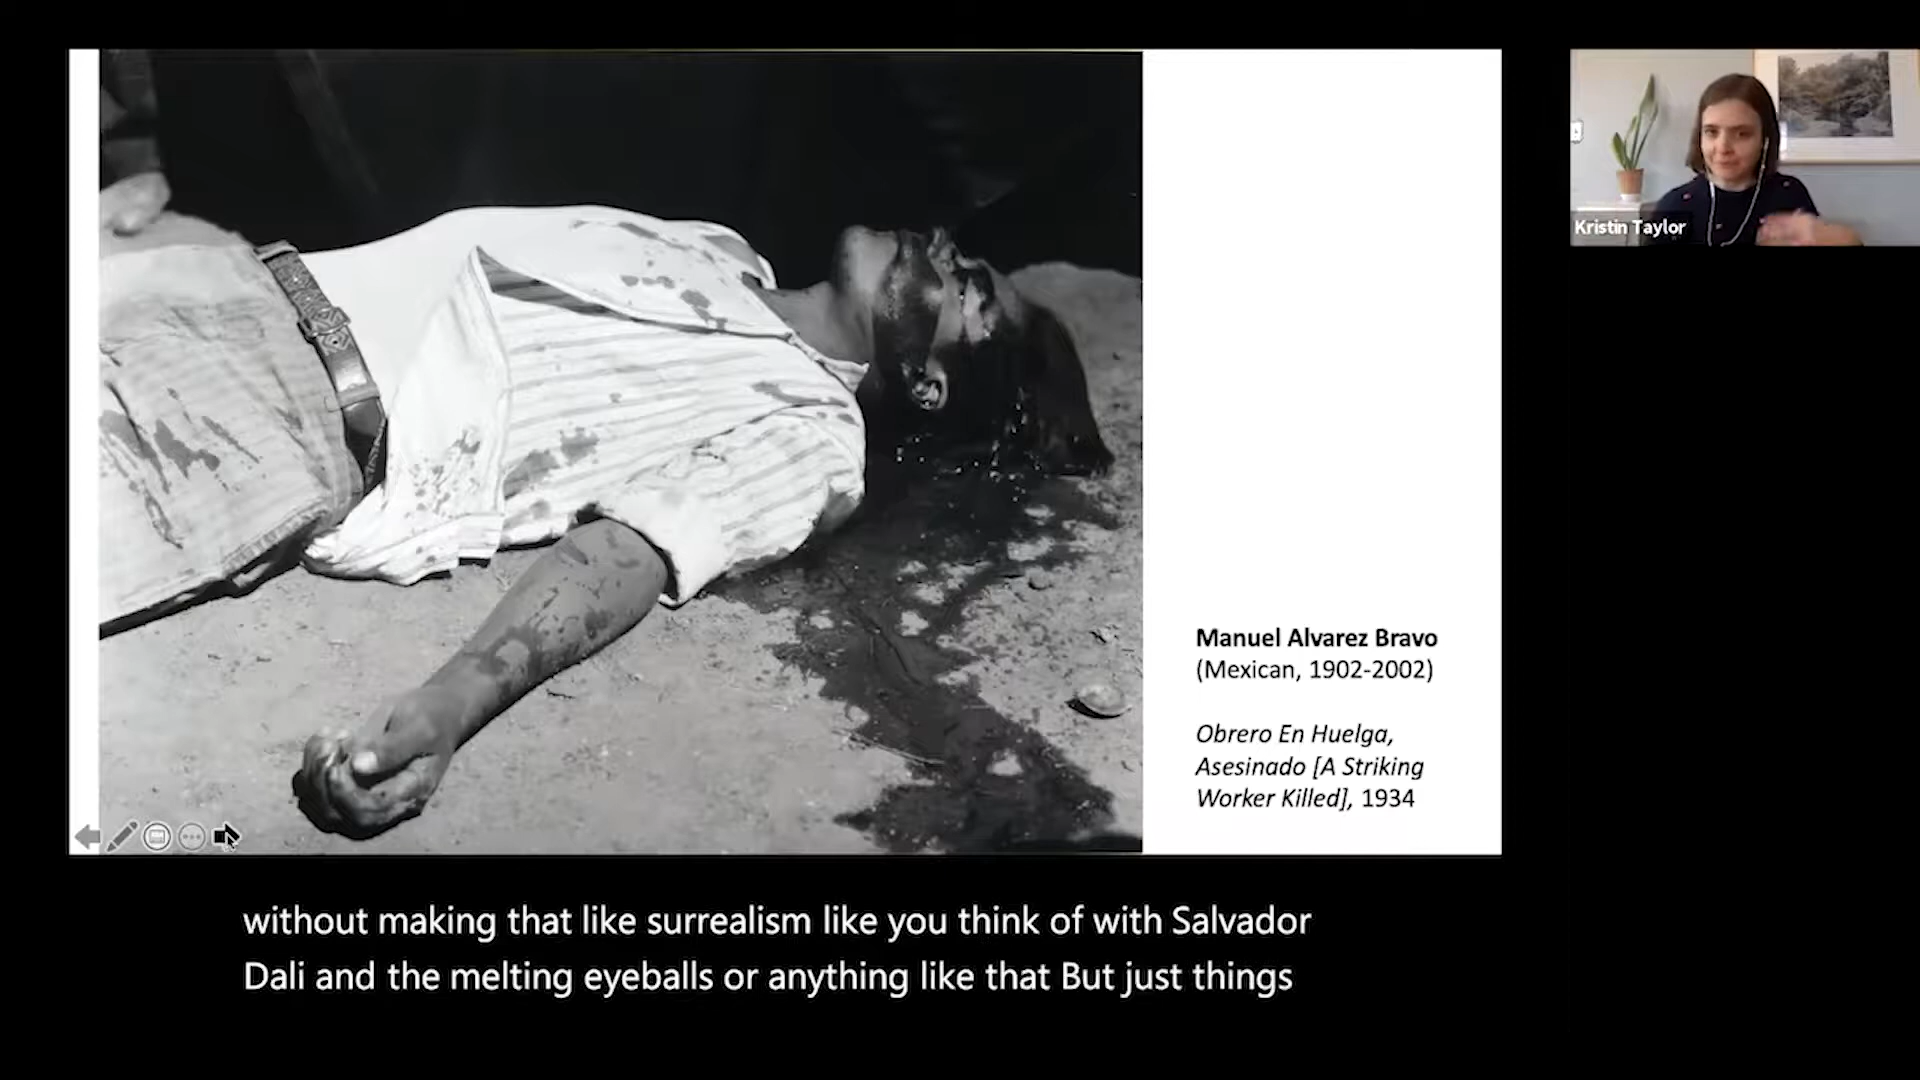 Kristin Taylor
Manuel Alvarez Bravo
(Mexican, 1902-2002)
Obrero En Huelga,
Asesinado [A Striking
Worker Killed], 1934
without making that like surrealism like you think of with Salvador
Dali and the melting eyeballs or anything like that But just things